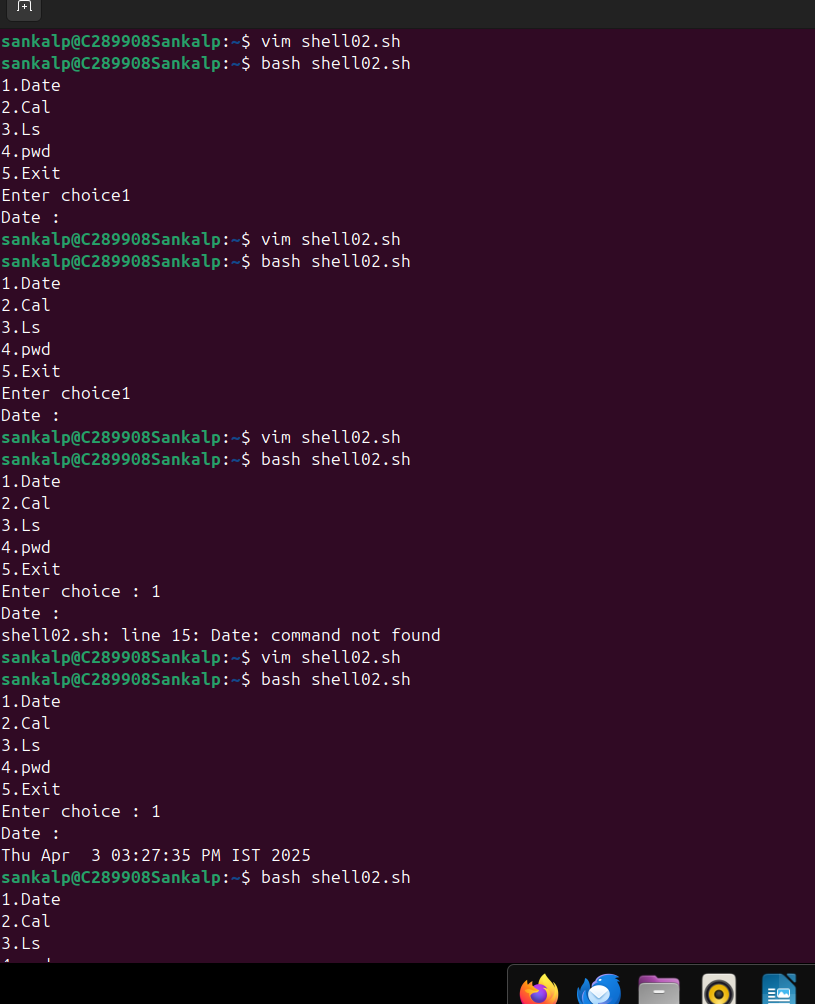 sankalp@C289908Sankalp:~$ vim shell02.sh
sankalp@C289908Sankalp:~$ bash shell02.sh
1.Date
2.Cal
3.Ls
4.pwd
5.Exit
Enter choice1
Date :
sankalp@C289908Sankalp:~$ vim shell02.sh
sankalp@C289908Sankalp:~$ bash shell02.sh
1.Date
2.Cal
3.Ls
4.pwd
5.Exit
Enter choice1
Date :
sankalp@C289908Sankalp:~$ vim shell02.sh
sankalp@C289908Sankalp:~$ bash shell02.sh
1.Date
2.Cal
3.Ls
4.pwd
5.Exit
Enter choice : 1
Date :
shell02.sh: line 15: Date: command not found
sankalp@C289908Sankalp:~$ vim shell02.sh
sankalp@C289908Sankalp:~$ bash shell02.sh
1.Date
2.Cal
3.Ls
4.pwd
5.Exit
Enter choice : 1
Date :
Thu Apr  3 03:27:35 PM IST 2025
sankalp@C289908Sankalp:~$ bash shell02.sh
1.Date
2.Cal
3.Ls